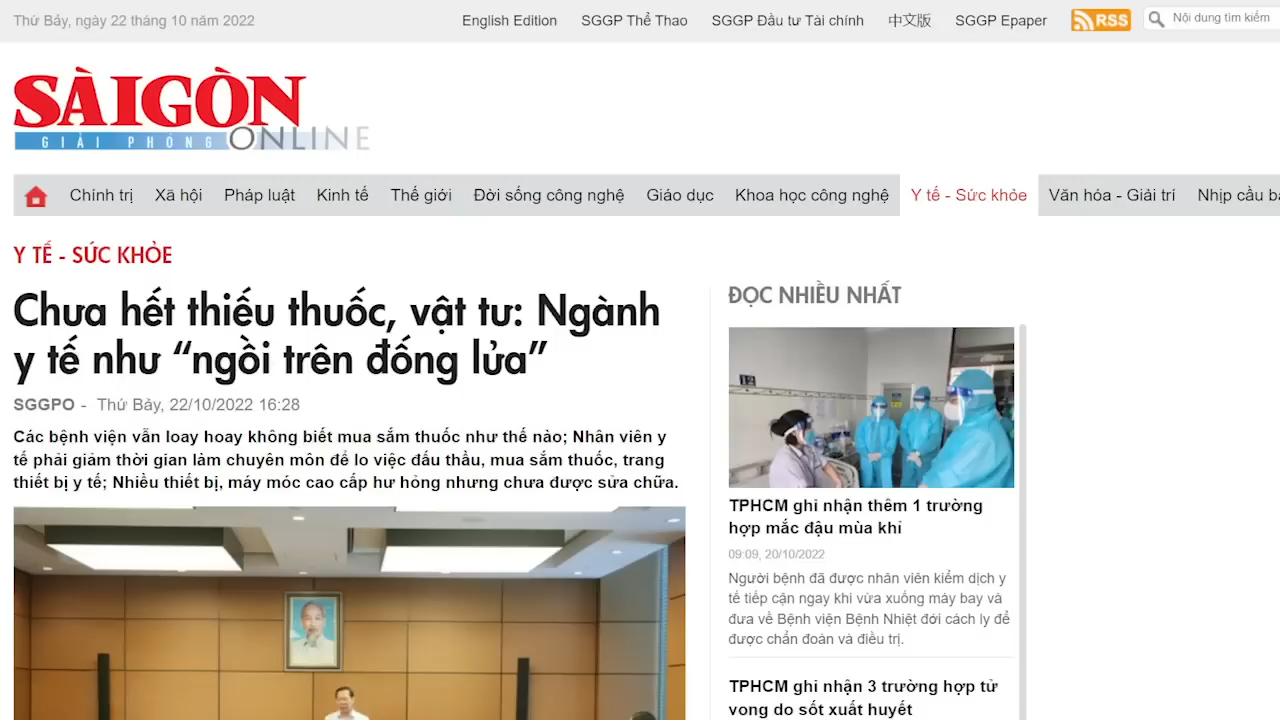 Thứ Bảy, ngày 22 tháng 10 năm 2022
English Edition SGGP Thể Thao SGGP Đầu tư Tài chính 中文版 SGGP Epaper RSS Nội dung tìm kiếm
SÀIGÒN
GIẢI PHÓNG ONLINE
Chính trị Xã hội Pháp luật Kinh tế Thế giới Đời sống công nghệ Giáo dục Khoa học công nghệ Y tế - Sức khỏe Văn hóa - Giải trí Nhịp cầu
Y TẾ - SỨC KHỎE
Chưa hết thiếu thuốc, vật tư: Ngành
y tế như “ngồi trên đống lửa”
SGGPO - Thứ Bảy, 22/10/2022 16:28
Các bệnh viện vẫn loay hoay không biết mua sắm thuốc như thế nào; Nhân viên y
tế phải giảm thời gian làm chuyên môn để lo việc đấu thầu, mua sắm thuốc, trang
thiết bị y tế; Nhiều thiết bị, máy móc cao cấp hư hỏng nhưng chưa được sửa chữa.
ĐỌC NHIỀU NHẤT
TPHCM ghi nhận thêm 1 trường
hợp mắc đậu mùa khỉ
09:09, 20/10/2022
Người bệnh đã được nhân viên kiểm dịch y
tế tiếp cận ngay khi vừa xuống máy bay và
đưa về Bệnh viện Bệnh Nhiệt đới cách ly để
được chẩn đoán và điều trị.
TPHCM ghi nhận 3 trường hợp tử
vong do sốt xuất huyết